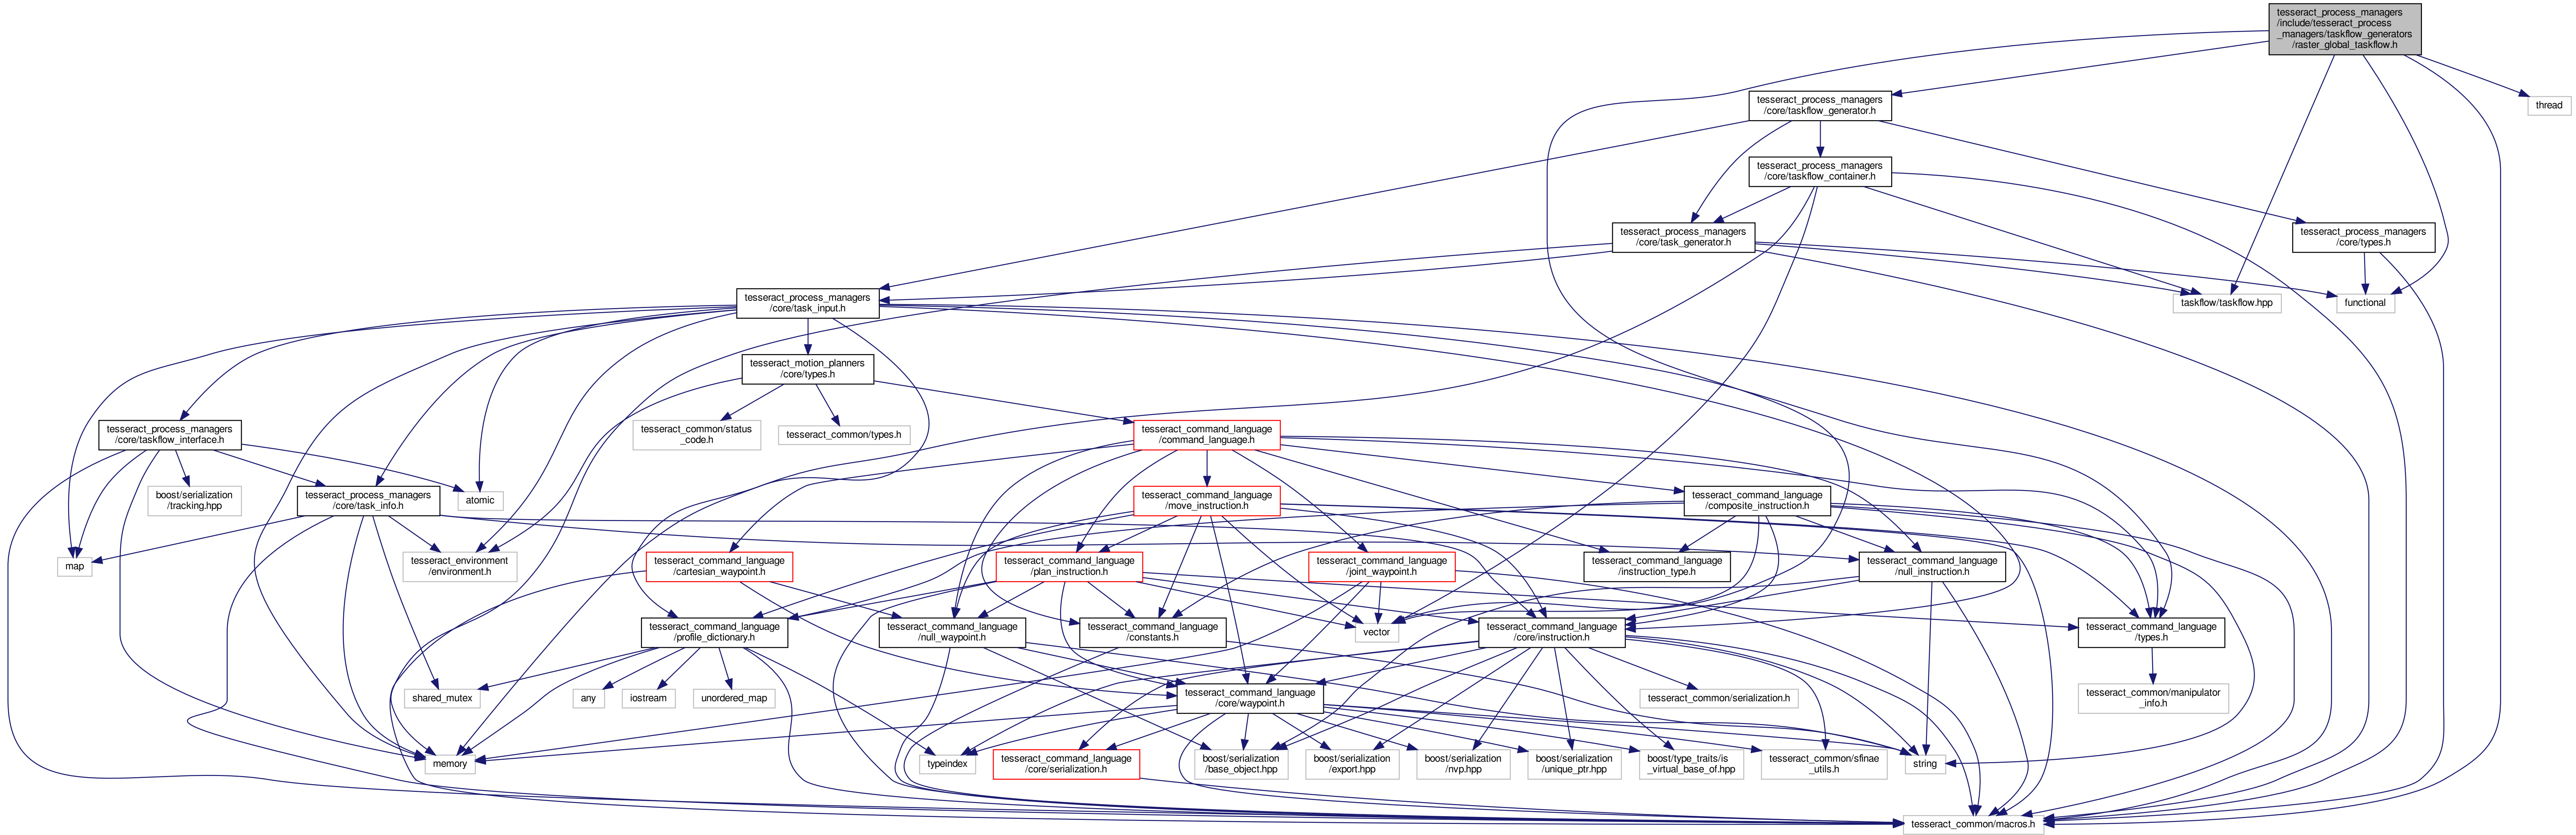 tesseract_process_managers
/include/tesseract_process
_managers/taskflow_generators
/raster_global_taskflow.h
tesseract_process_managers
/core/taskflow_generator.h
thread
tesseract_process_managers
/core/taskflow_container.h
tesseract_process_managers
/core/task_generator.h
tesseract_process_managers
/core/types.h
tesseract_process_managers
/core/task_input.h
taskflow/taskflow.hpp
functional
tesseract_motion_planners
/core/types.h
tesseract_process_managers
/core/taskflow_interface.h
tesseract_common/status
_code.h
tesseract_common/types.h
tesseract_command_language
/command_language.h
boost/serialization
/tracking.hpp
tesseract_process_managers
/core/task_info.h
atomic
tesseract_command_language
/move_instruction.h
tesseract_command_language
/composite_instruction.h
map
tesseract_environment
/environment.h
tesseract_command_language
/cartesian_waypoint.h
tesseract_command_language
/plan_instruction.h
tesseract_command_language
/joint_waypoint.h
tesseract_command_language
/instruction_type.h
tesseract_command_language
/null_instruction.h
tesseract_command_language
/profile_dictionary.h
tesseract_command_language
/null_waypoint.h
tesseract_command_language
/constants.h
vector
tesseract_command_language
/core/instruction.h
tesseract_command_language
/types.h
shared_mutex
any
iostream
unordered_map
tesseract_command_language
/core/waypoint.h
tesseract_common/serialization.h
tesseract_common/manipulator
_info.h
memory
typeindex
tesseract_command_language
/core/serialization.h
boost/serialization
/base_object.hpp
boost/serialization
/export.hpp
boost/serialization
/nvp.hpp
boost/serialization
/unique_ptr.hpp
boost/type_traits/is
_virtual_base_of.hpp
tesseract_common/sfinae
_utils.h
string
tesseract_common/macros.h